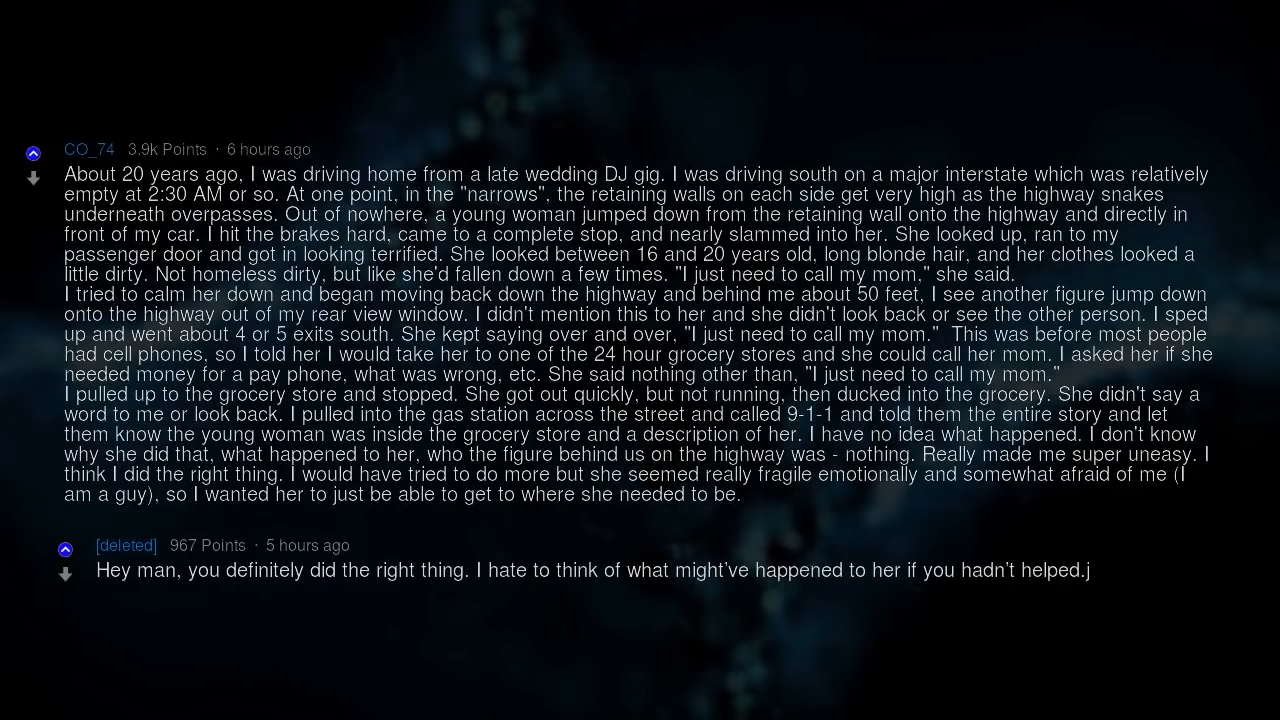 CO_74 3.9k Points · 6 hours ago
About 20 years ago, I was driving home from a late wedding DJ gig. I was driving south on a major interstate which was relatively
empty at 2:30 AM or so. At one point, in the "narrows", the retaining walls on each side get very high as the highway snakes
underneath overpasses. Out of nowhere, a young woman jumped down from the retaining wall onto the highway and directly in
front of my car. I hit the brakes hard, came to a complete stop, and nearly slammed into her. She looked up, ran to my
passenger door and got in looking terrified. She looked between 16 and 20 years old, long blonde hair, and her clothes looked a
little dirty. Not homeless dirty, but like she'd fallen down a few times. "I just need to call my mom," she said.
I tried to calm her down and began moving back down the highway and behind me about 50 feet, I see another figure jump down
onto the highway out of my rear view window. I didn't mention this to her and she didn't look back or see the other person. I sped
up and went about 4 or 5 exits south. She kept saying over and over, "I just need to call my mom."  This was before most people
had cell phones, so I told her I would take her to one of the 24 hour grocery stores and she could call her mom. I asked her if she
needed money for a pay phone, what was wrong, etc. She said nothing other than, "I just need to call my mom."
I pulled up to the grocery store and stopped. She got out quickly, but not running, then ducked into the grocery. She didn't say a
word to me or look back. I pulled into the gas station across the street and called 9-1-1 and told them the entire story and let
them know the young woman was inside the grocery store and a description of her. I have no idea what happened. I don't know
why she did that, what happened to her, who the figure behind us on the highway was - nothing. Really made me super uneasy. I
think I did the right thing. I would have tried to do more but she seemed really fragile emotionally and somewhat afraid of me (I
am a guy), so I wanted her to just be able to get to where she needed to be.
[deleted] 967 Points · 5 hours ago
Hey man, you definitely did the right thing. I hate to think of what might've happened to her if you hadn't helped.j